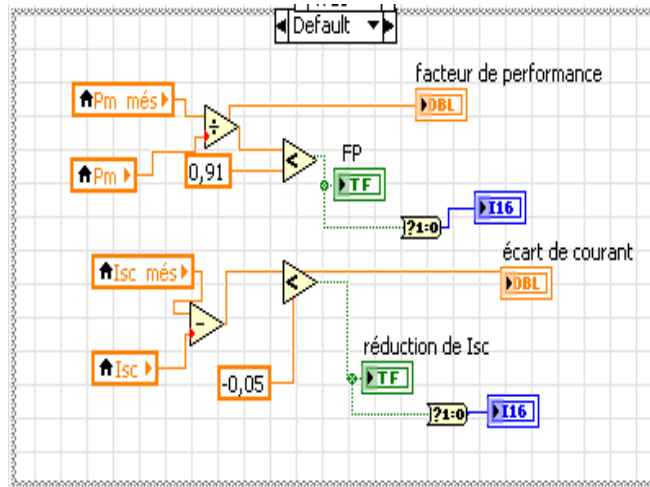 Default
facteur de performance
Pm més
DBL
÷
Pm
0,91
<
FP
TF
?1:0
I16
écart de courant
Isc més
<
DBL
-
Isc
-0,05
réduction de Isc
TF
?1:0
I16